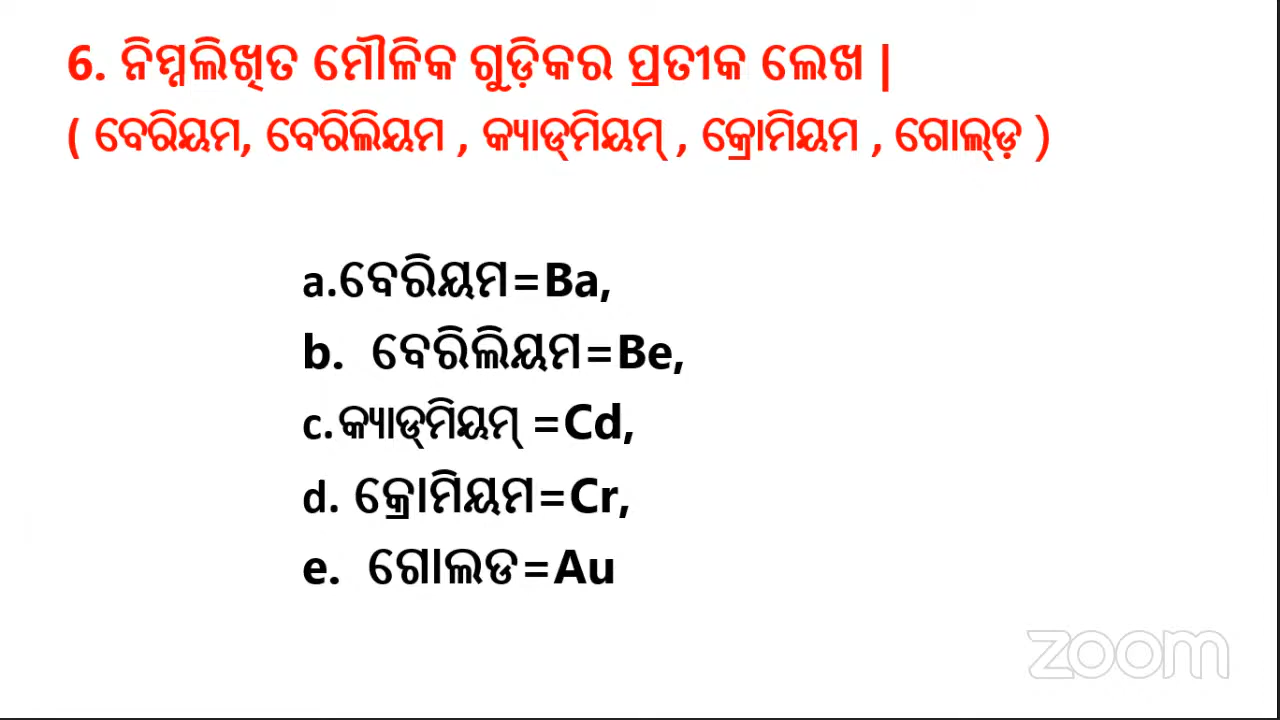 6. ନିମ୍ନଲିଖିତ ମୌଳିକ ଗୁଡ଼ିକର ପ୍ରତୀକ ଲେଖ |
( ବେରିୟମ, ବେରିଲିୟମ , କ୍ୟାଡ୍‌ମିୟମ୍ , କ୍ରୋମିୟମ , ଗୋଲ୍‌ଡ଼ )
a.ବେରିୟମ=Ba,
b. ବେରିଲିୟମ=Be,
c.କ୍ୟାଡ୍‌ମିୟମ୍ =Cd,
d. କ୍ରୋମିୟମ=Cr,
e. ଗୋଲଡ=Au
zoom